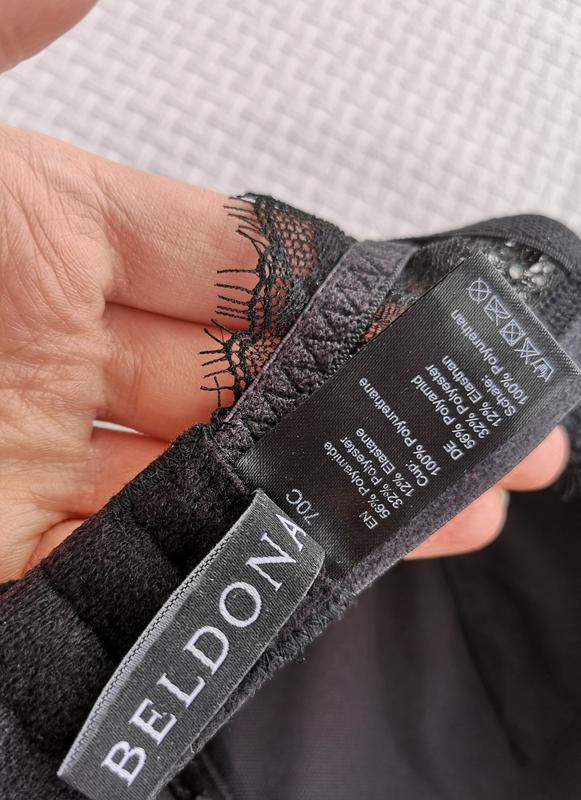 BELDONA
70C
EN
56% Polyamide
32% Polyester
12% Elastane
Cup:
100% Polyurethane
DE
56% Polyamid
32% Polyester
12% Elasthan
Schale:
100% Polyurethan